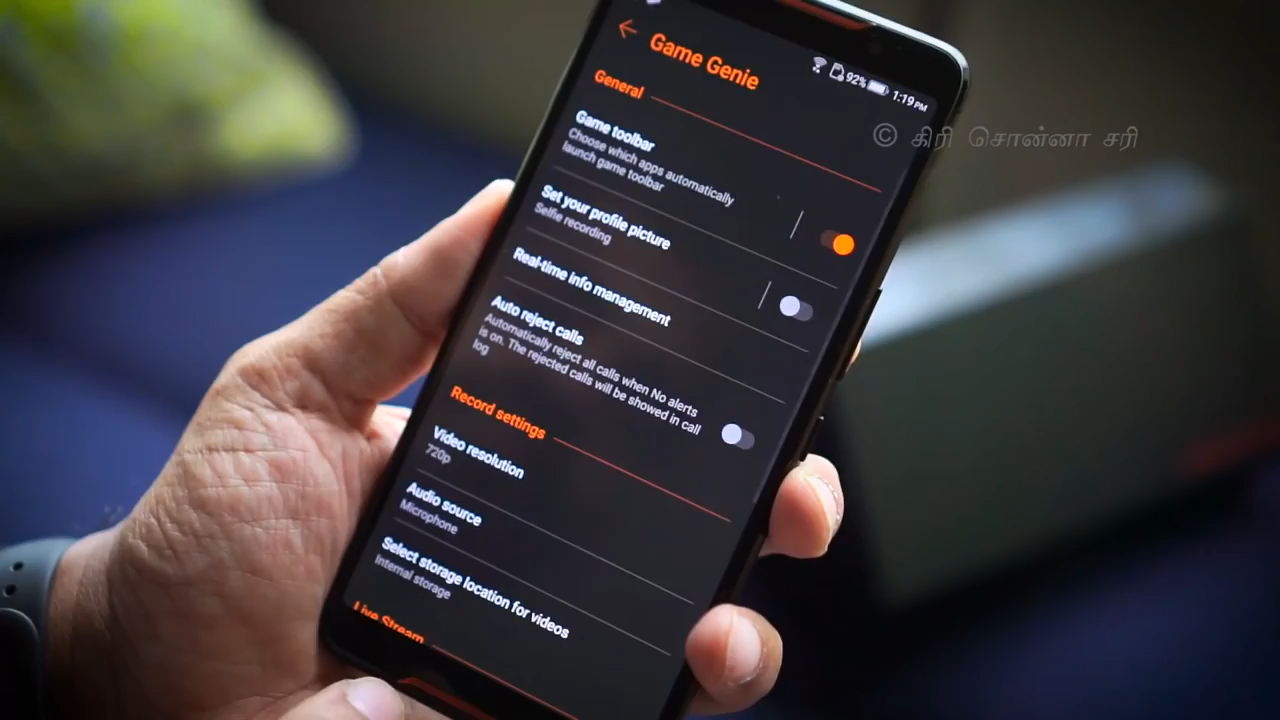 Game Genie
92% 1:19 PM
General
Game toolbar
Choose which apps automatically
launch game toolbar
Set your profile picture
Selfie recording
Real-time info management
Auto reject calls
Automatically reject all calls when No alerts
is on. The rejected calls will be showed in call
log
Record settings
Video resolution
720p
Audio source
Microphone
Select storage location for videos
Internal storage
Live Stream
© கிரி சொன்னா சரி